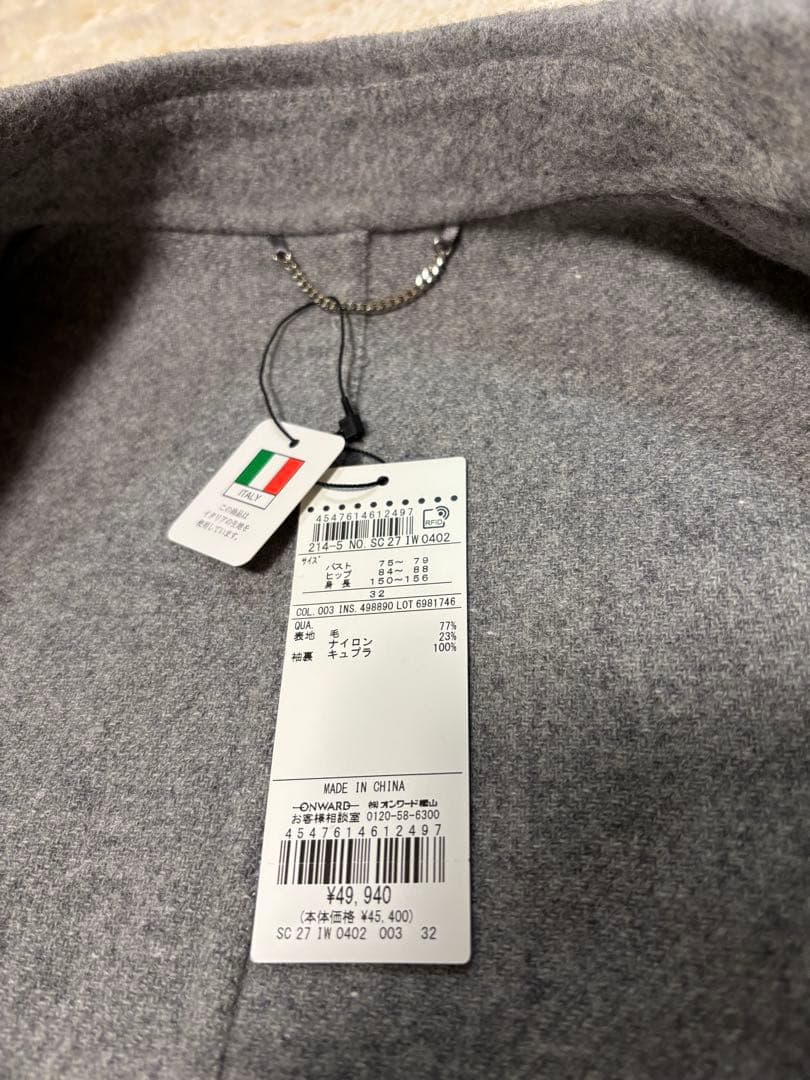 ITALY
この商品は
イタリアの生地を
使用しています。
4547614612497
RFID
214-5 NO. SC 27 IW 0402
サイズ
バスト 75～ 79
ヒップ 84～ 88
身長 150～156
32
COL. 003 INS. 498890 LOT 6981746
QUA.
表地 毛 77%
ナイロン 23%
袖裏 キュプラ 100%
MADE IN CHINA
ONWARD ㈱オンワード樫山
お客様相談室 0120-58-6300
4547614612497
¥49,940
(本体価格 ¥45,400)
SC 27 IW 0402 003 32